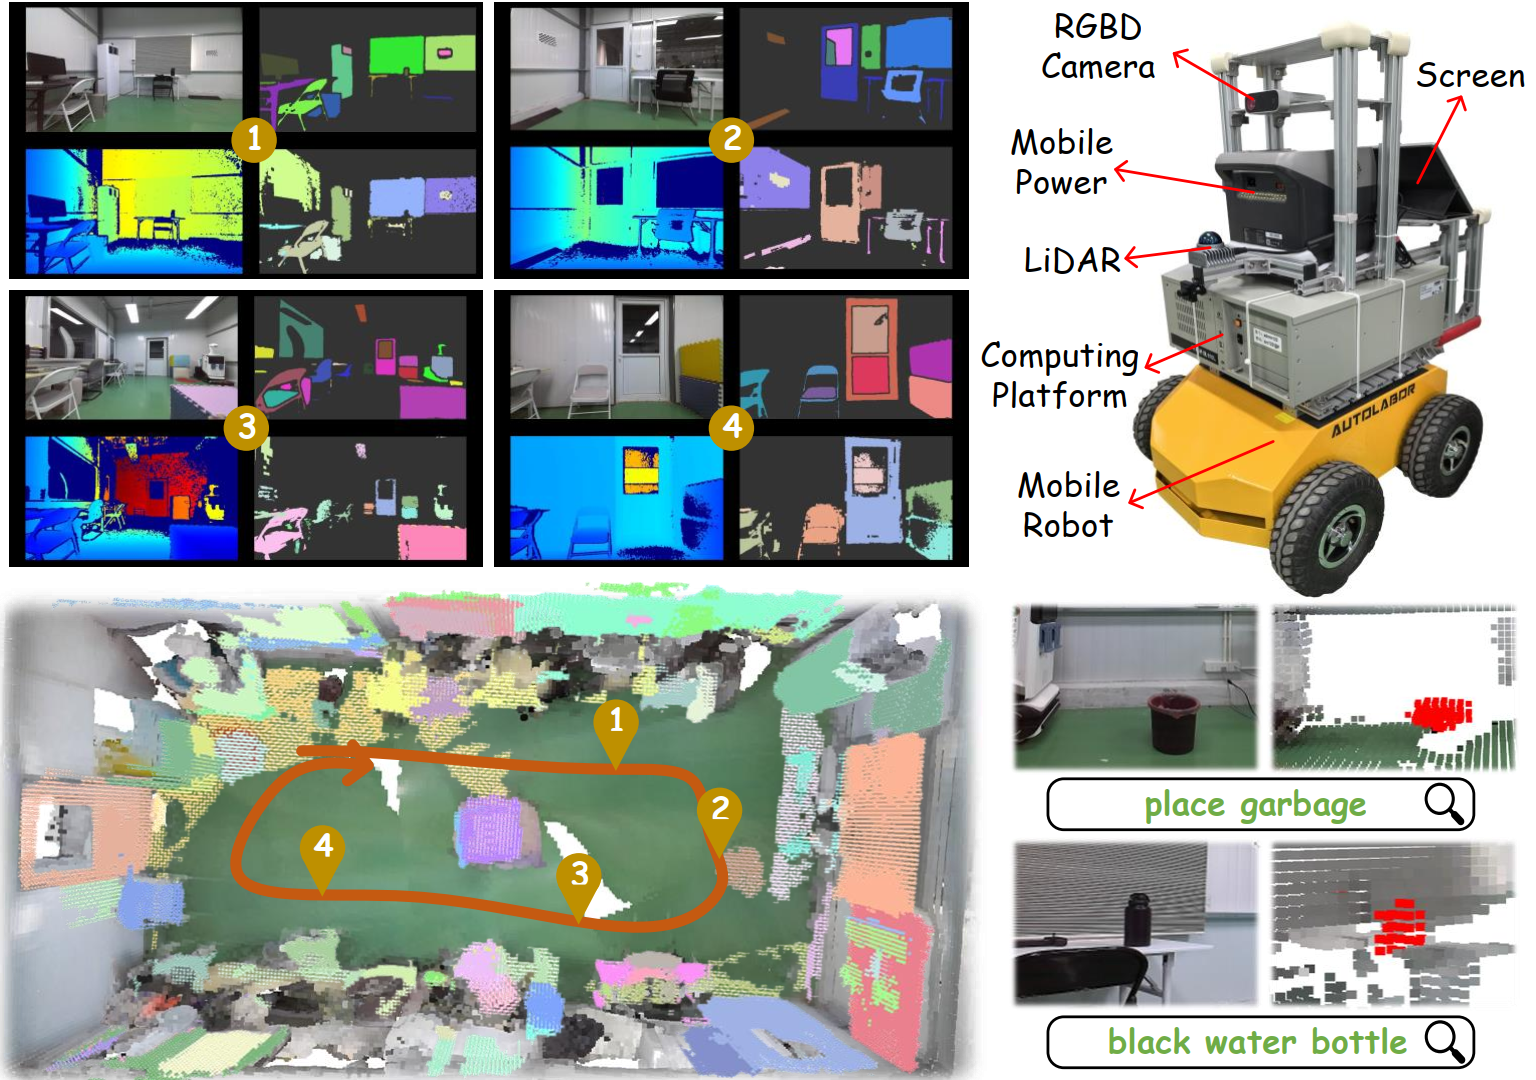 1
2
3
4
RGBD
Camera
Screen
Mobile
Power
LiDAR
Computing
Platform
AUTOLABOR
Mobile
Robot
1
2
3
4
place garbage
black water bottle